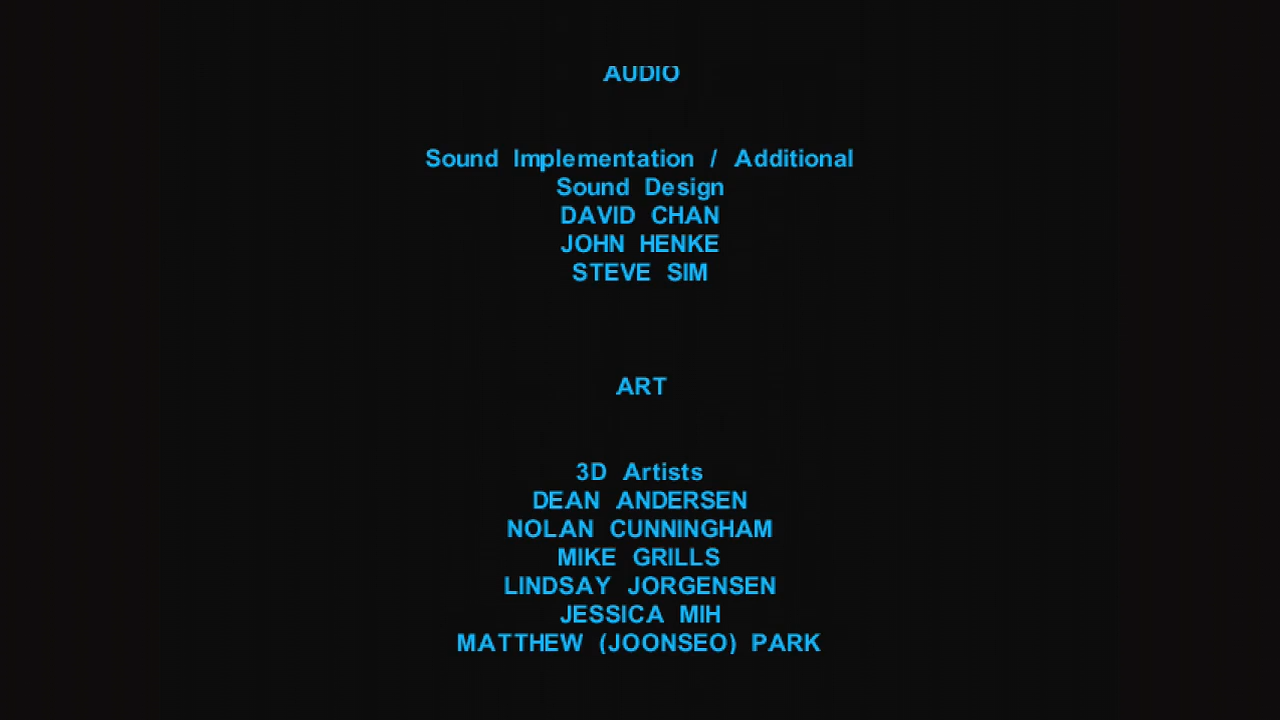 AUDIO
Sound Implementation / Additional
Sound Design
DAVID CHAN
JOHN HENKE
STEVE SIM
ART
3D Artists
DEAN ANDERSEN
NOLAN CUNNINGHAM
MIKE GRILLS
LINDSAY JORGENSEN
JESSICA MIH
MATTHEW (JOONSEO) PARK